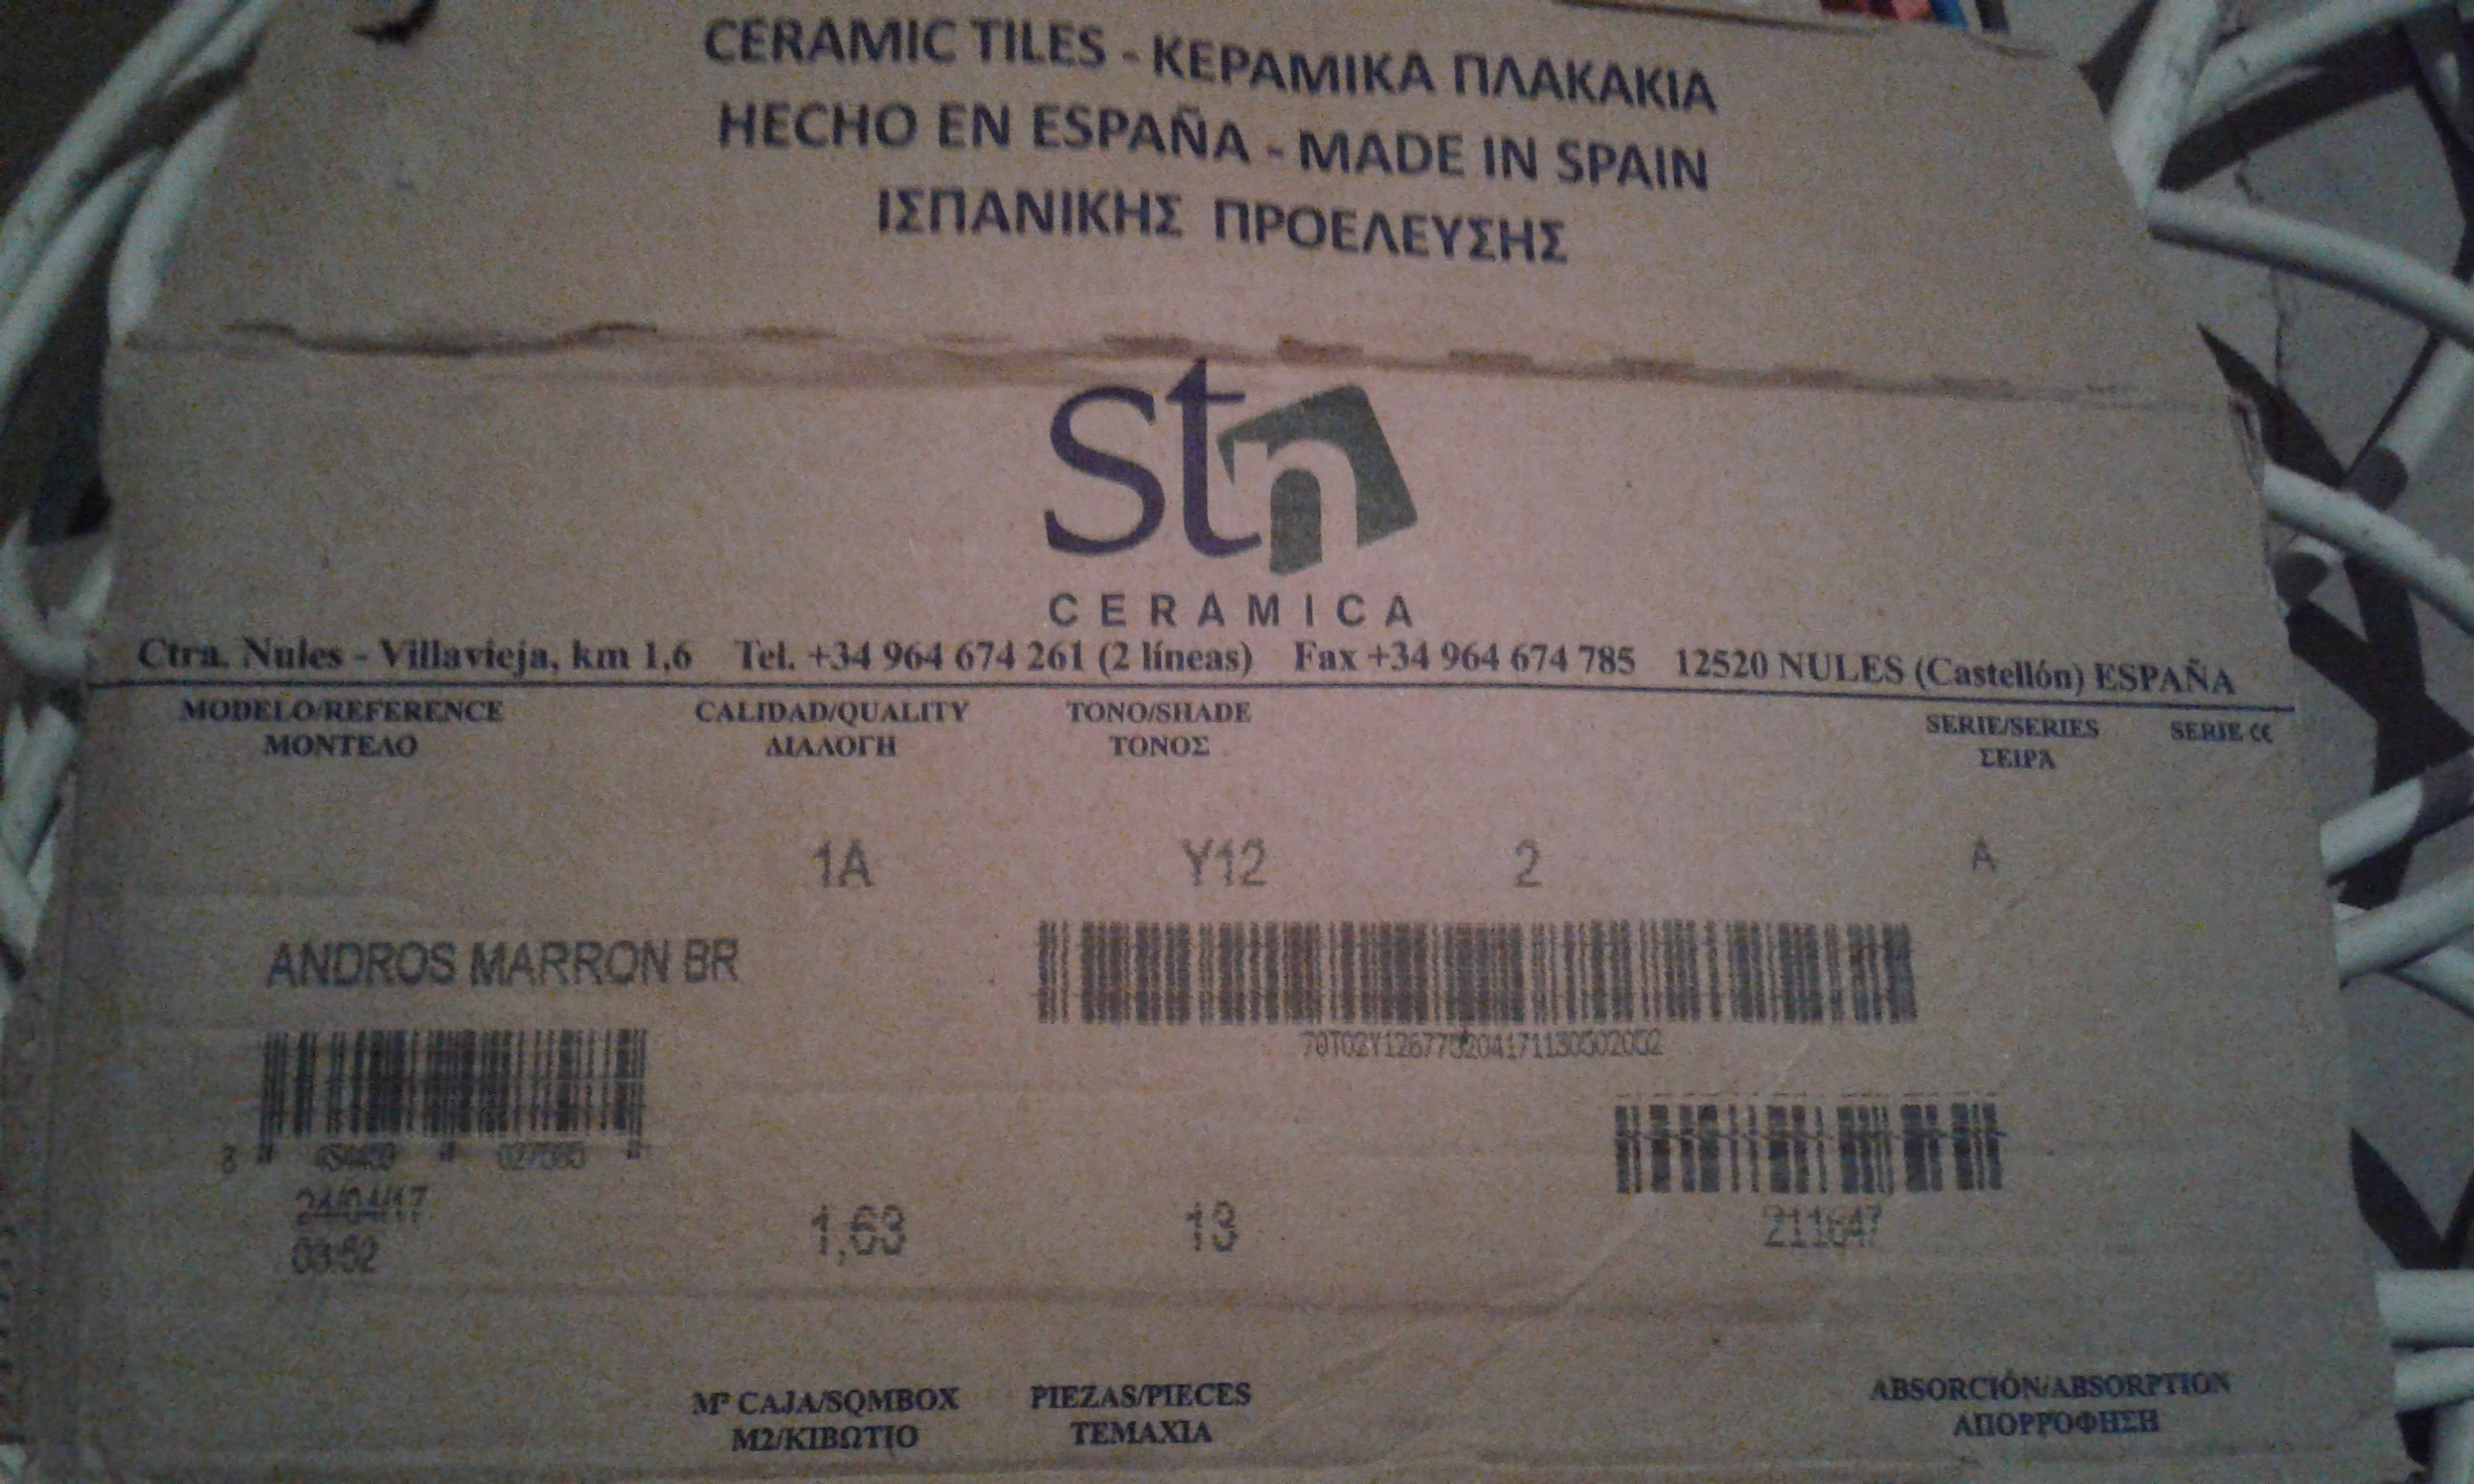 CERAMIC TILES - ΚΕΡΑΜΙΚΑ ΠΛΑΚΑΚΙΑ
HECHO EN ESPAÑA - MADE IN SPAIN
ΙΣΠΑΝΙΚΗΣ ΠΡΟΕΛΕΥΣΗΣ
stn
CERAMICA
Ctra. Nules - Villavieja, km 1,6 Tel. +34 964 674 261 (2 líneas) Fax +34 964 674 785 12520 NULES (Castellón) ESPAÑA
MODELO/REFERENCE CALIDAD/QUALITY TONO/SHADE SERIE/SERIES SERIE CE
ΜΟΝΤΕΛΟ ΔΙΑΛΟΓΗ ΤΟΝΟΣ ΣΕΙΡΑ
1A Y12 2 A
ANDROS MARRON BR
24/04/17 1,63 13
03:52
Mº CAJA/SQMBOX PIEZAS/PIECES ABSORCIÓN/ABSORPTION
M2/ΚΙΒΩΤΙΟ ΤΕΜΑΧΙΑ ΑΠΟΡΡΟΦΗΣΗ